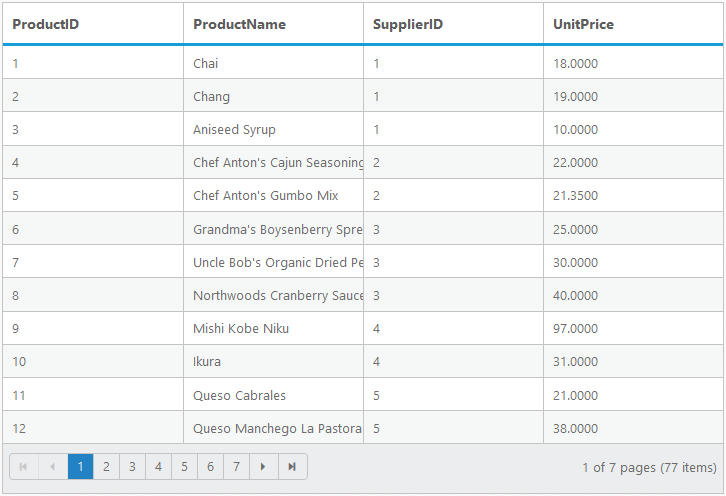 ProductID ProductName SupplierID UnitPrice
1 Chai 1 18.0000
2 Chang 1 19.0000
3 Aniseed Syrup 1 10.0000
4 Chef Anton's Cajun Seasoning 2 22.0000
5 Chef Anton's Gumbo Mix 2 21.3500
6 Grandma's Boysenberry Spre 3 25.0000
7 Uncle Bob's Organic Dried Pe 3 30.0000
8 Northwoods Cranberry Sauce 3 40.0000
9 Mishi Kobe Niku 4 97.0000
10 Ikura 4 31.0000
11 Queso Cabrales 5 21.0000
12 Queso Manchego La Pastora 5 38.0000
1 2 3 4 5 6 7 1 of 7 pages (77 items)